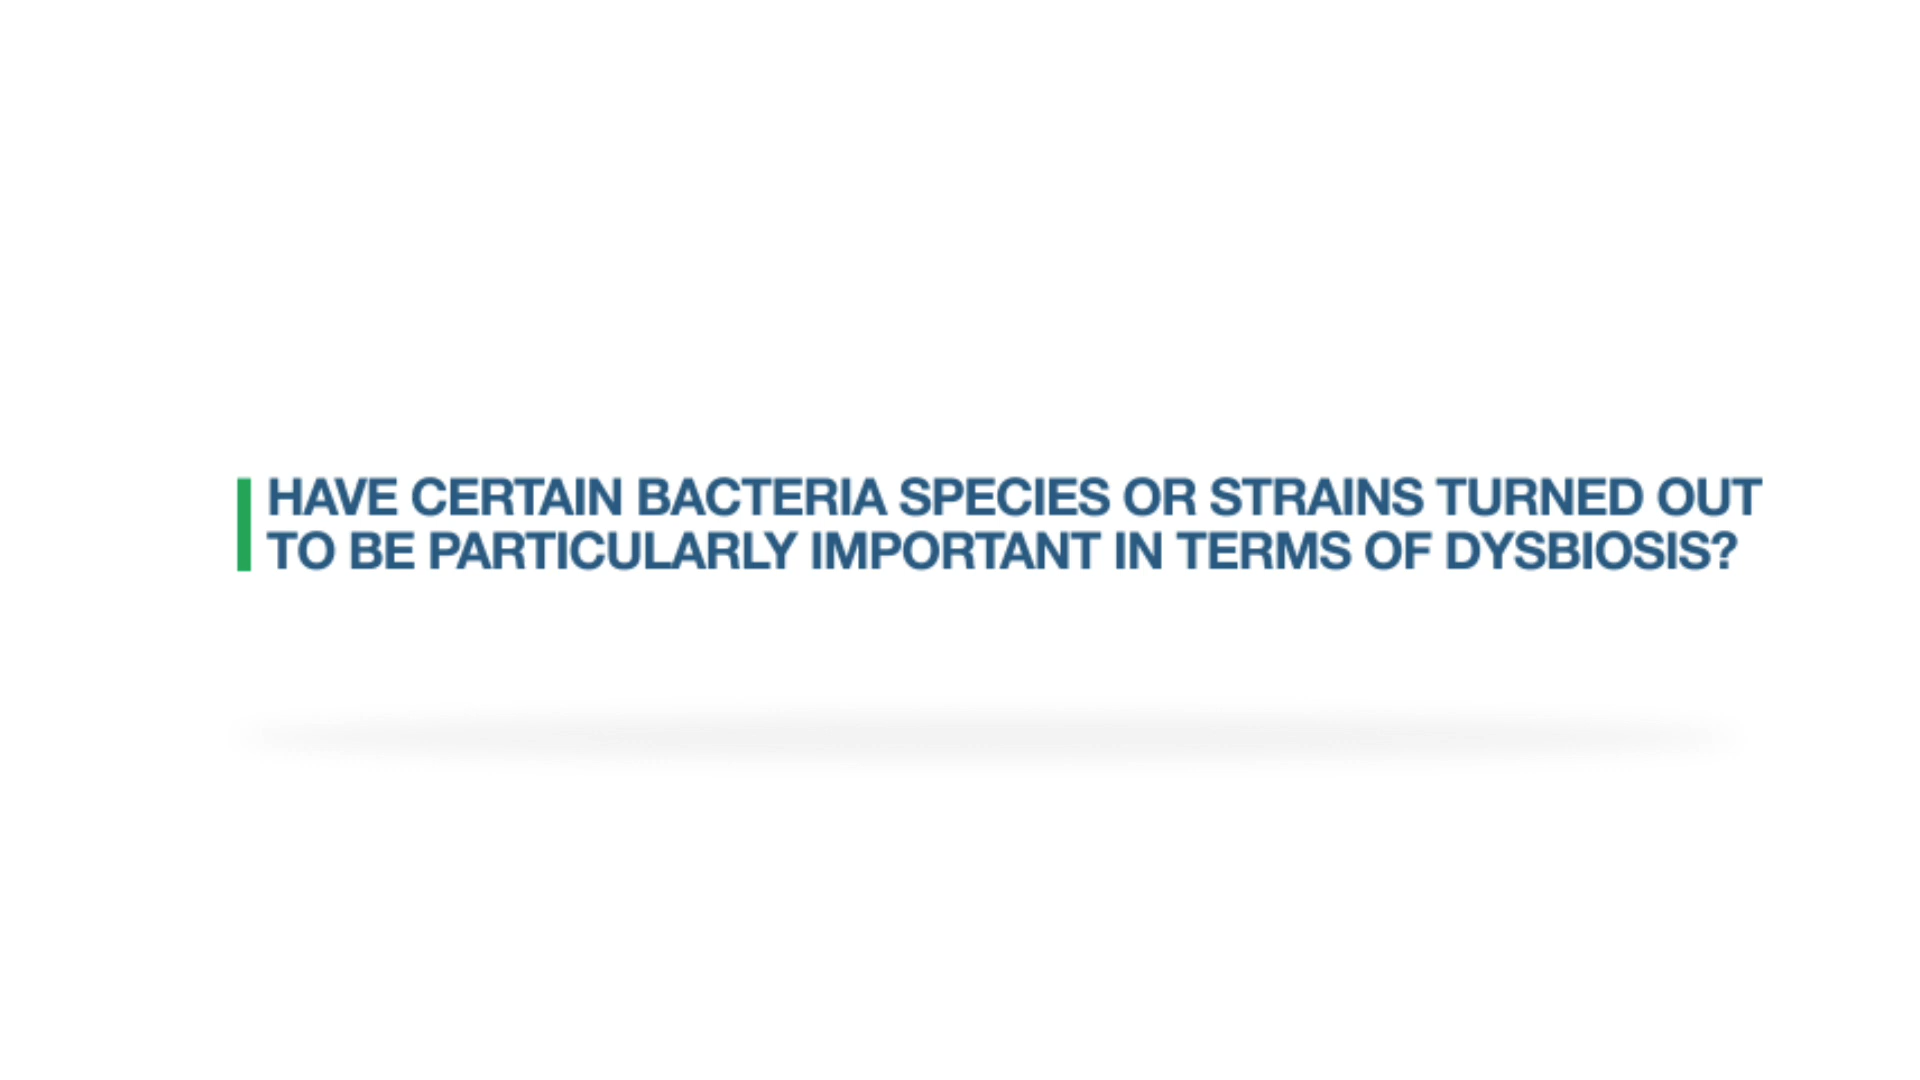 HAVE CERTAIN BACTERIA SPECIES OR STRAINS TURNED OUT
TO BE PARTICULARLY IMPORTANT IN TERMS OF DYSBIOSIS?